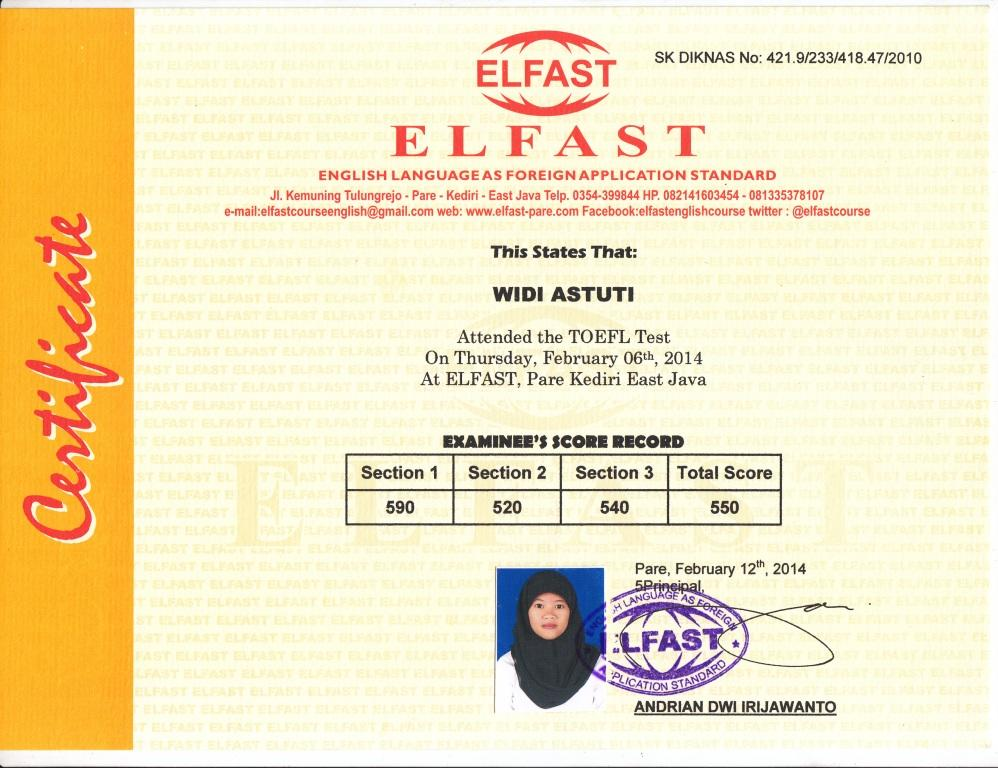 Certificate
ELFAST
SK DIKNAS No: 421.9/233/418.47/2010
ELFAST
ENGLISH LANGUAGE AS FOREIGN APPLICATION STANDARD
Jl. Kemuning Tulungrejo - Pare - Kediri - East Java Telp. 0354-399844 HP. 082141603454 - 081335378107
e-mail:elfastcourseenglish@gmail.com web: www.elfast-pare.com Facebook:elfastenglishcourse twitter : @elfastcourse
This States That:
WIDI ASTUTI
Attended the TOEFL Test
On Thursday, February 06th, 2014
At ELFAST, Pare Kediri East Java
EXAMINEE'S SCORE RECORD
Section 1 Section 2 Section 3 Total Score
590 520 540 550
Pare, February 12th, 2014
5Principal,
LANGUAGE AS FOREIGN
ELFAST
APPLICATION STANDARD
ANDRIAN DWI IRIJAWANTO